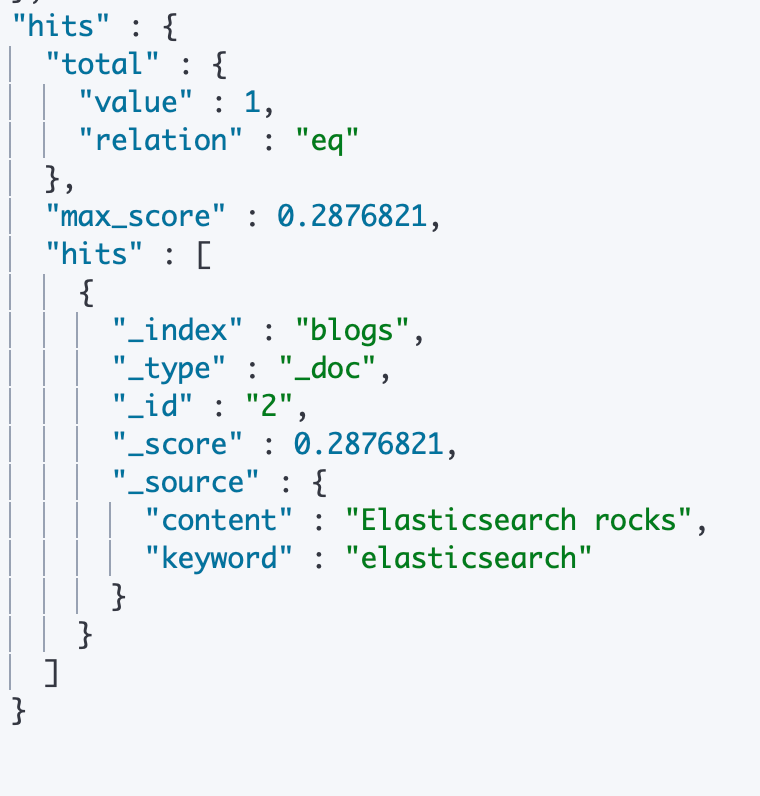 "hits" : {
"total" : {
"value" : 1,
"relation" : "eq"
},
"max_score" : 0.2876821,
"hits" : [
{
"_index" : "blogs",
"_type" : "_doc",
"_id" : "2",
"_score" : 0.2876821,
"_source" : {
"content" : "Elasticsearch rocks",
"keyword" : "elasticsearch"
}
}
]
}